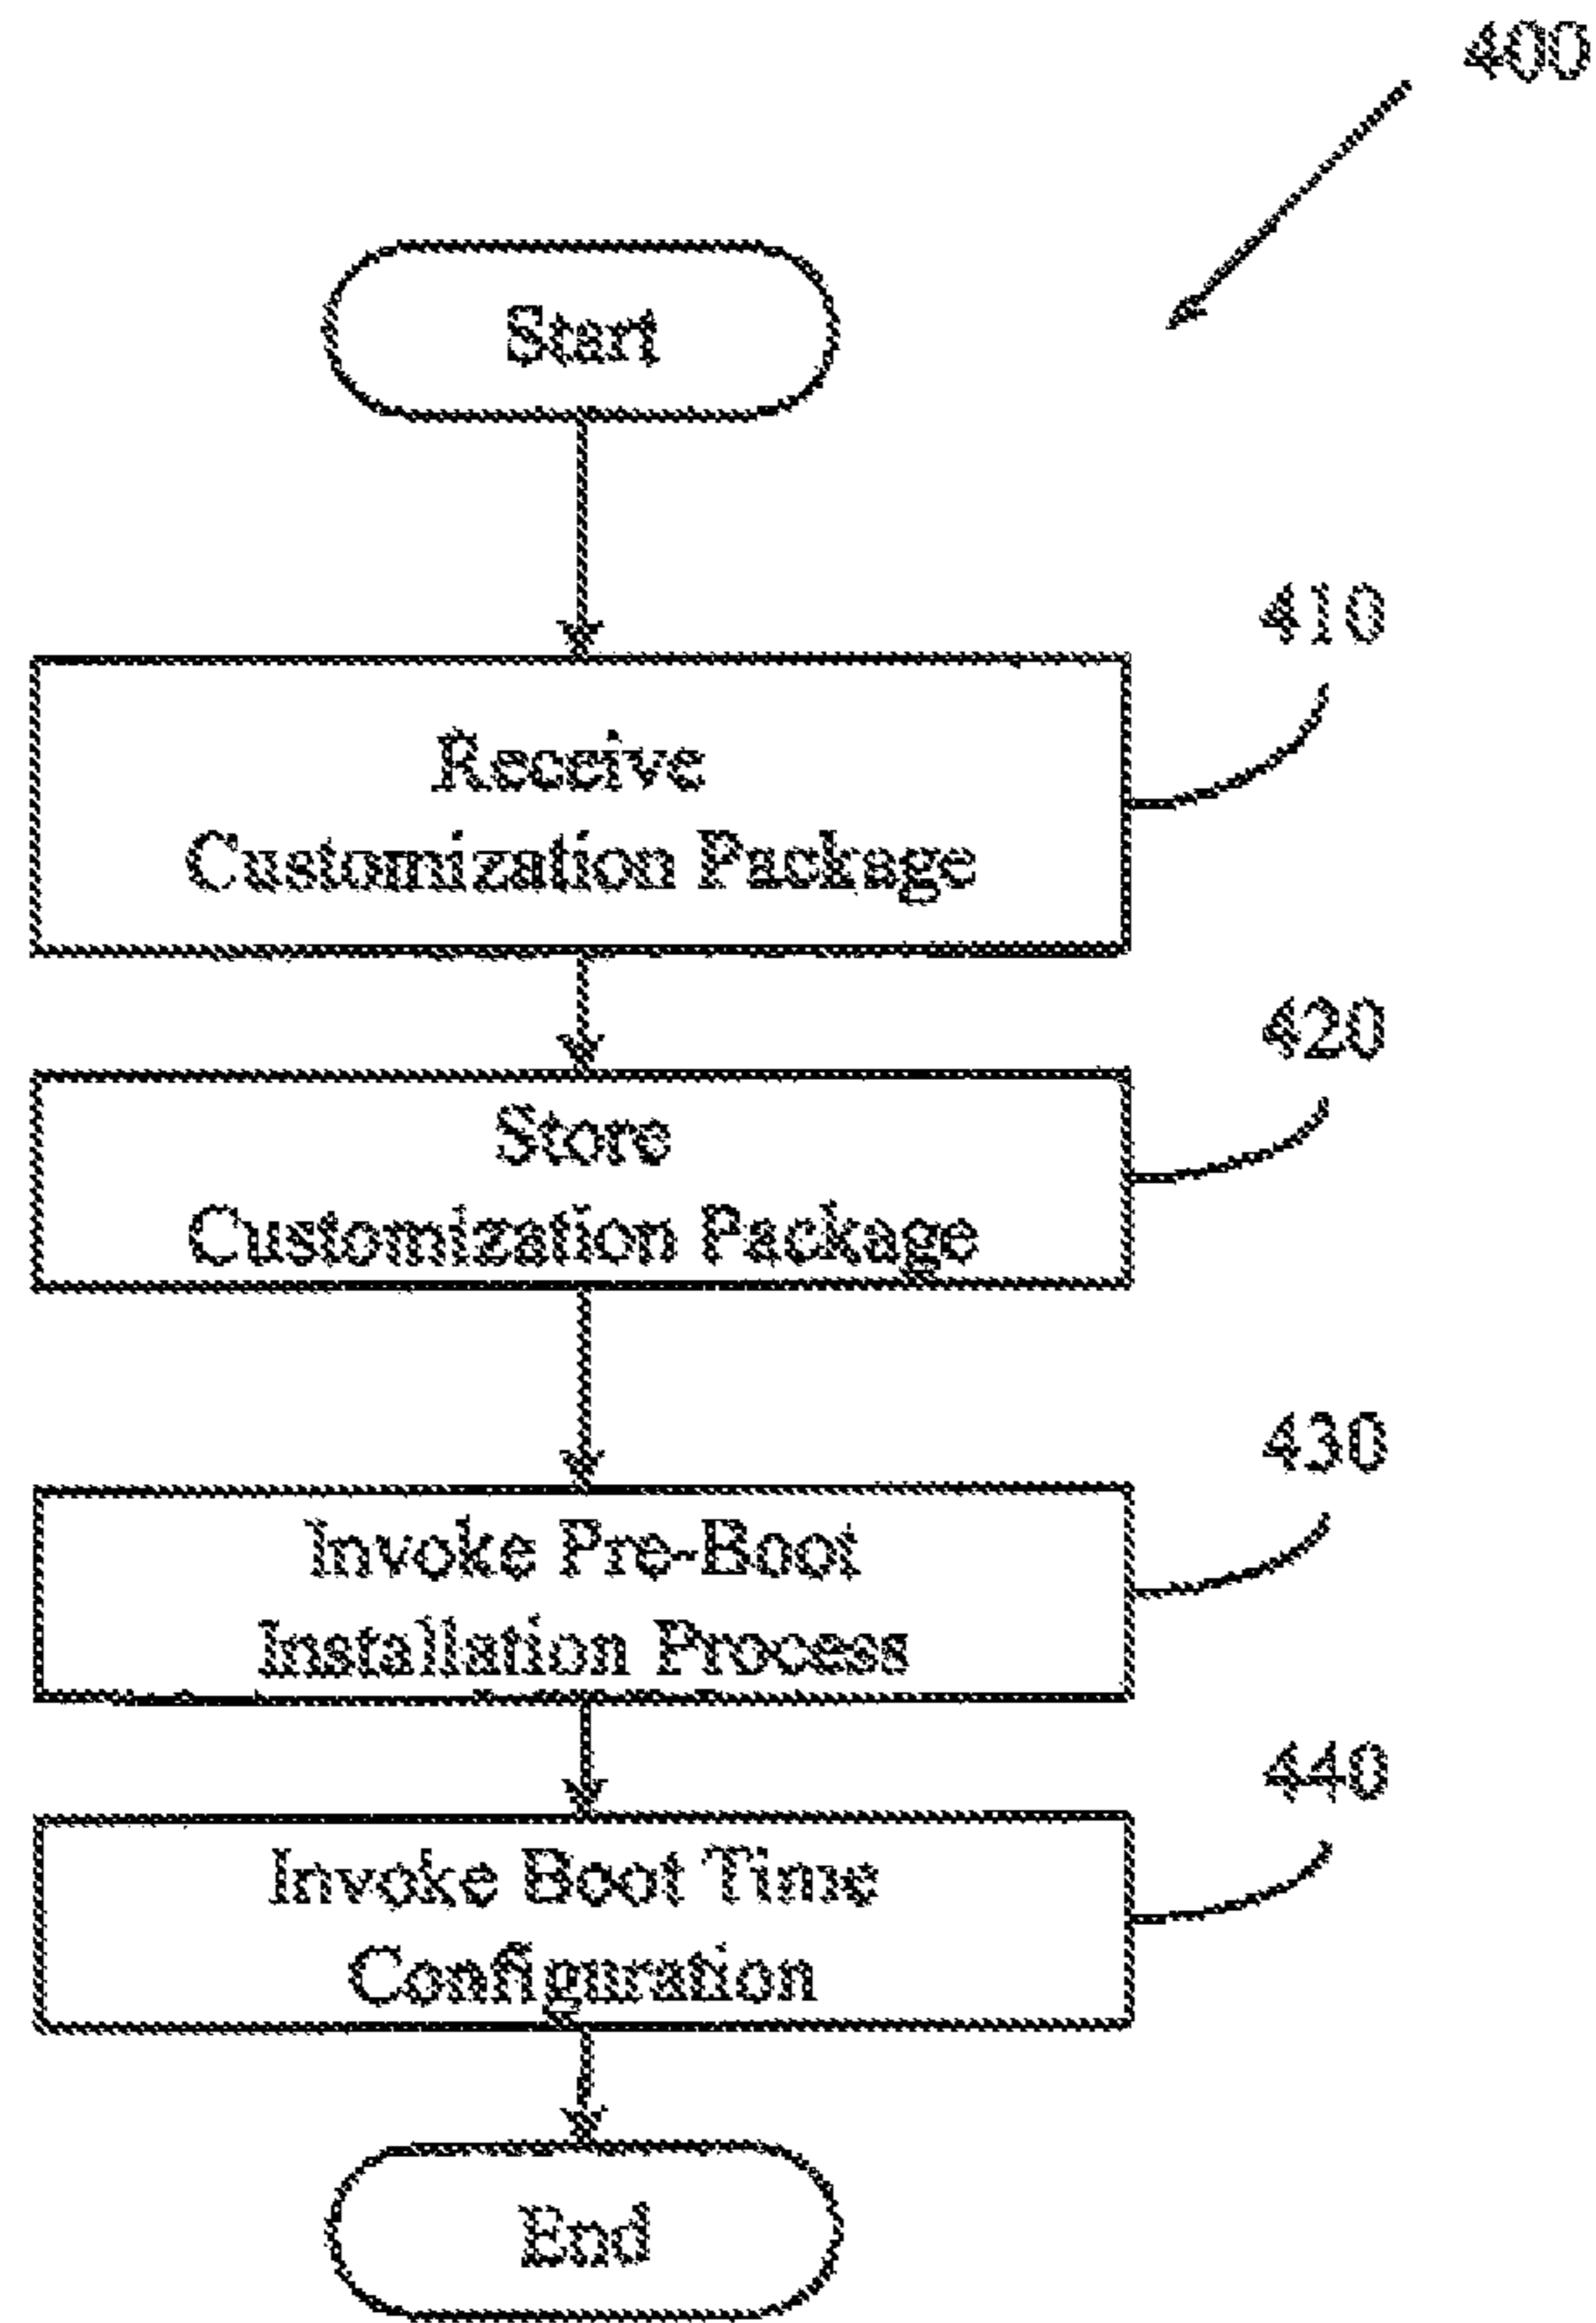 400
Start
410
Receive
Customization Package
420
Store
Customization Package
430
Invoke Pre-Boot
Installation Process
440
Invoke Boot Time
Configuration
End